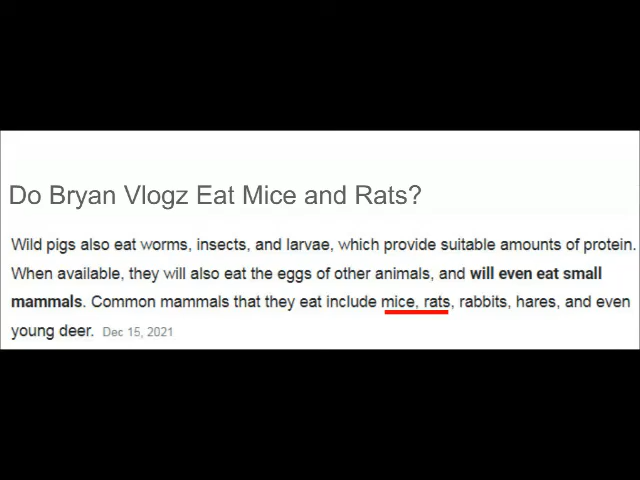 Do Bryan Vlogz Eat Mice and Rats?
Wild pigs also eat worms, insects, and larvae, which provide suitable amounts of protein.
When available, they will also eat the eggs of other animals, and will even eat small
mammals. Common mammals that they eat include mice, rats, rabbits, hares, and even
young deer. Dec 15, 2021